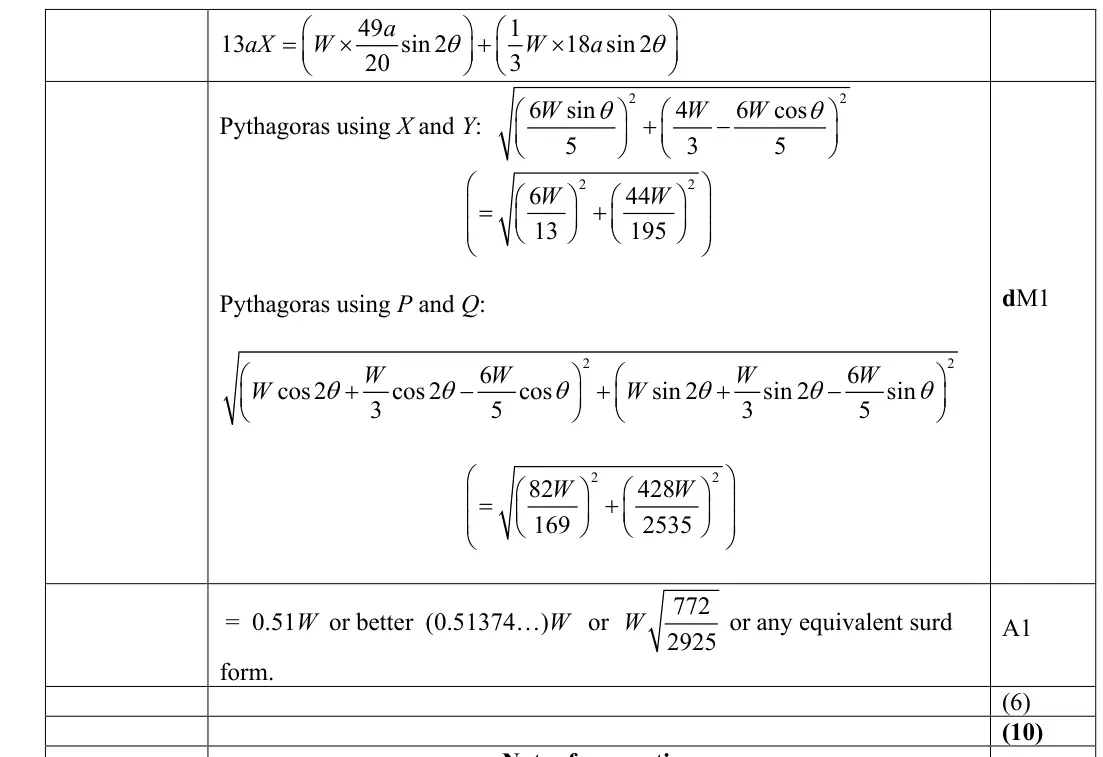 13aX = (W × 49a/20 sin 2θ) + (1/3 W × 18a sin 2θ)
Pythagoras using X and Y: √((6W sin θ/5)² + (4W/3 − 6W cos θ/5)²)
(= √((6W/13)² + (44W/195)²))
Pythagoras using P and Q:
dM1
√((W cos 2θ + W/3 cos 2θ − 6W/5 cos θ)² + (W sin 2θ + W/3 sin 2θ − 6W/5 sin θ)²)
(= √((82W/169)² + (428W/2535)²))
= 0.51W or better (0.51374…)W or W√(772/2925) or any equivalent surd
form.
A1
(6)
(10)